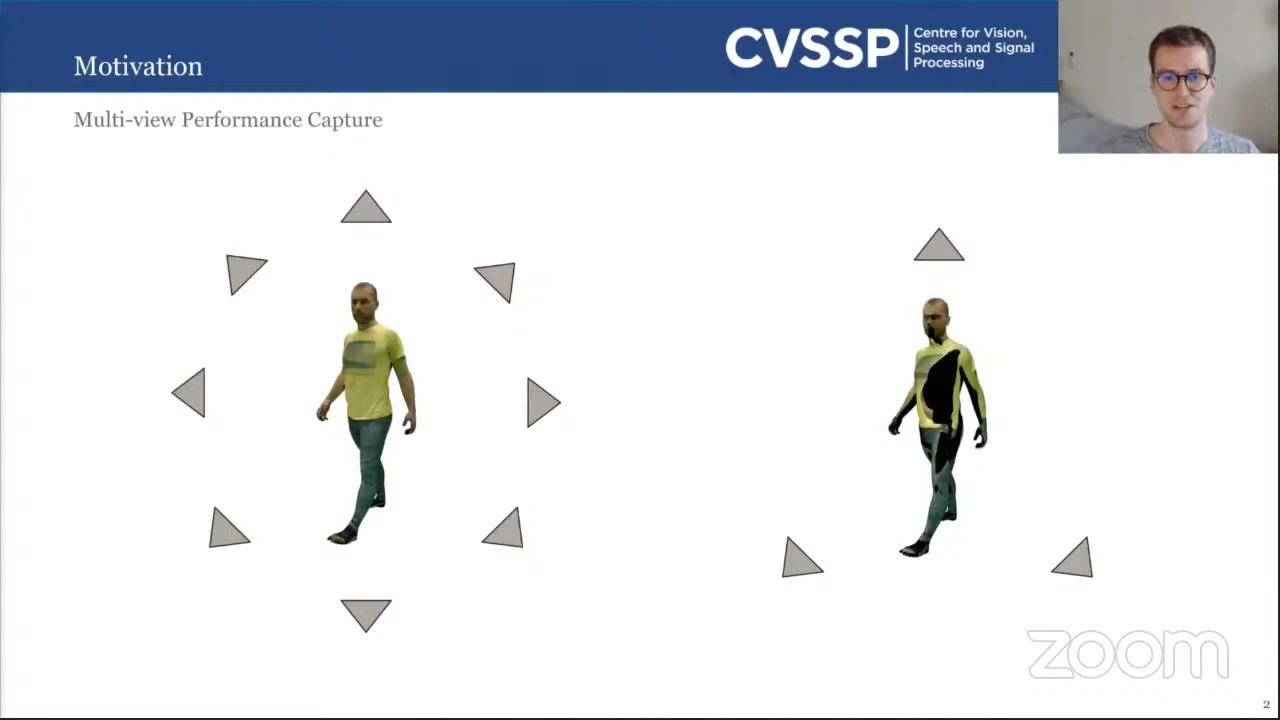 Motivation
CVSSP
Centre for Vision,
Speech and Signal
Processing
Multi-view Performance Capture
zoom
2